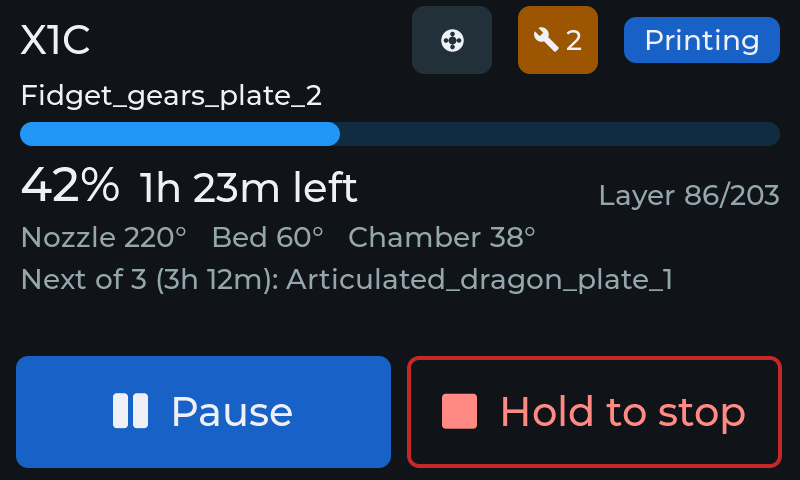 X1C
2
Printing
Fidget_gears_plate_2
42% 1h 23m left
Layer 86/203
Nozzle 220° Bed 60° Chamber 38°
Next of 3 (3h 12m): Articulated_dragon_plate_1
Pause
Hold to stop